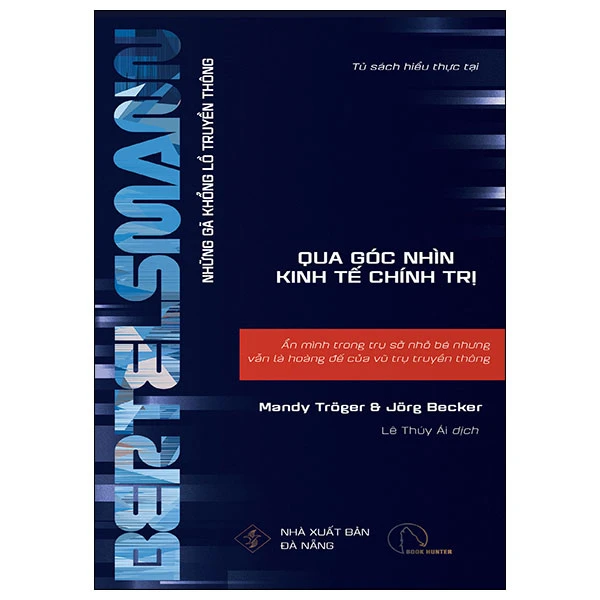 BERTELSMANN
NHỮNG GÃ KHỔNG LỒ TRUYỀN THÔNG
Tủ sách hiểu thực tại
QUA GÓC NHÌN
KINH TẾ CHÍNH TRỊ
Ẩn mình trong trụ sở nhỏ bé nhưng
vẫn là hoàng đế của vũ trụ truyền thông
Mandy Tröger & Jörg Becker
Lê Thúy Ái dịch
NHÀ XUẤT BẢN
ĐÀ NẴNG
BOOK HUNTER